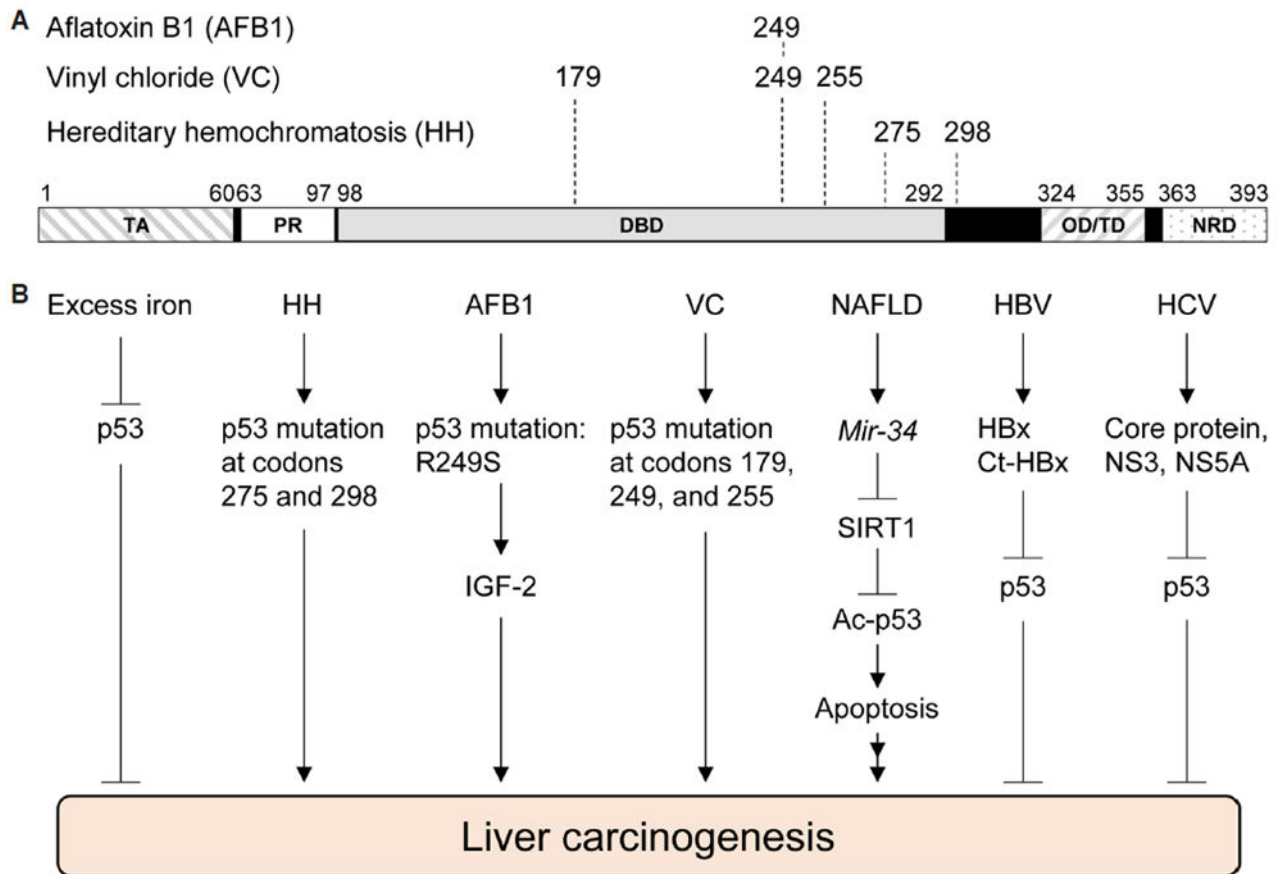 A
Aflatoxin B1 (AFB1) 249
Vinyl chloride (VC) 179 249 255
Hereditary hemochromatosis (HH) 275 298
1 60 63 97 98 292 324 355 363 393
TA PR DBD OD/TD NRD
B
Excess iron HH AFB1 VC NAFLD HBV HCV
p53 p53 mutation p53 mutation: p53 mutation Mir-34 HBx Core protein,
at codons R249S at codons 179, Ct-HBx NS3, NS5A
275 and 298 249, and 255
SIRT1
IGF-2 p53 p53
Ac-p53
Apoptosis
Liver carcinogenesis